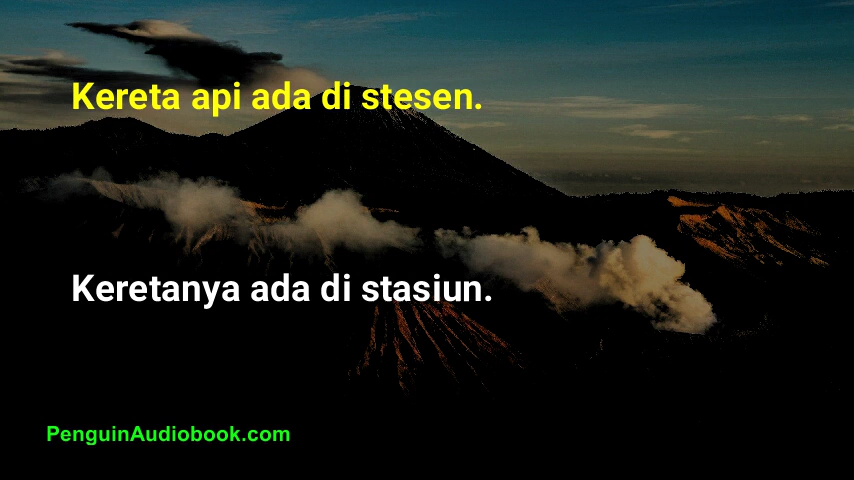 Kereta api ada di stesen.
Keretanya ada di stasiun.
PenguinAudiobook.com